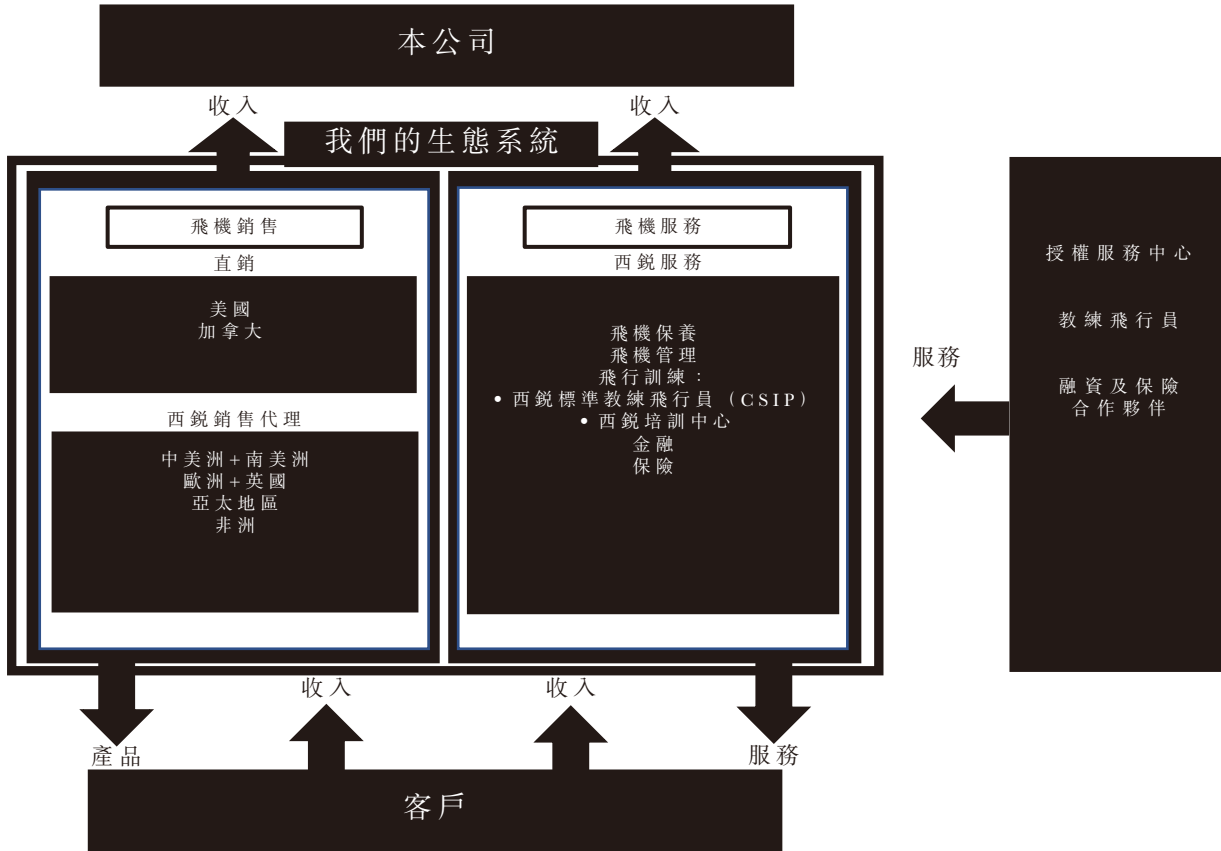 本公司
收入
收入
我們的生態系統
飛機銷售
直銷
美國
加拿大
西銳銷售代理
中美洲+南美洲
歐洲+英國
亞太地區
非洲
飛機服務
西銳服務
飛機保養
飛機管理
飛行訓練：
• 西銳標準教練飛行員（CSIP）
• 西銳培訓中心
金融
保險
服務
授權服務中心
教練飛行員
融資及保險
合作夥伴
產品
收入
收入
服務
客戶